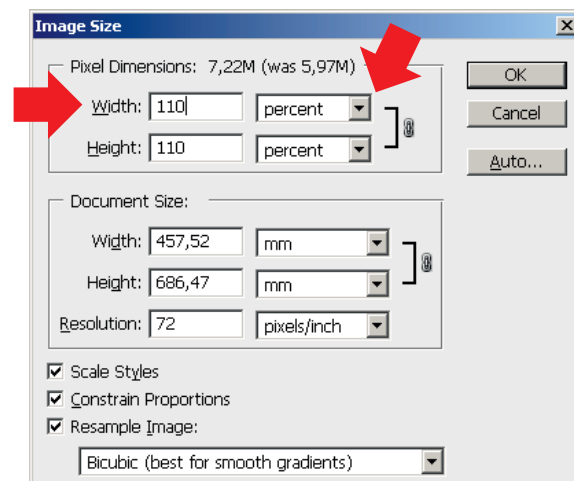 Image Size
Pixel Dimensions: 7,22M (was 5,97M)
OK
Width: 110 percent
Cancel
Height: 110 percent
Auto...
Document Size:
Width: 457,52 mm
Height: 686,47 mm
Resolution: 72 pixels/inch
Scale Styles
Constrain Proportions
Resample Image:
Bicubic (best for smooth gradients)